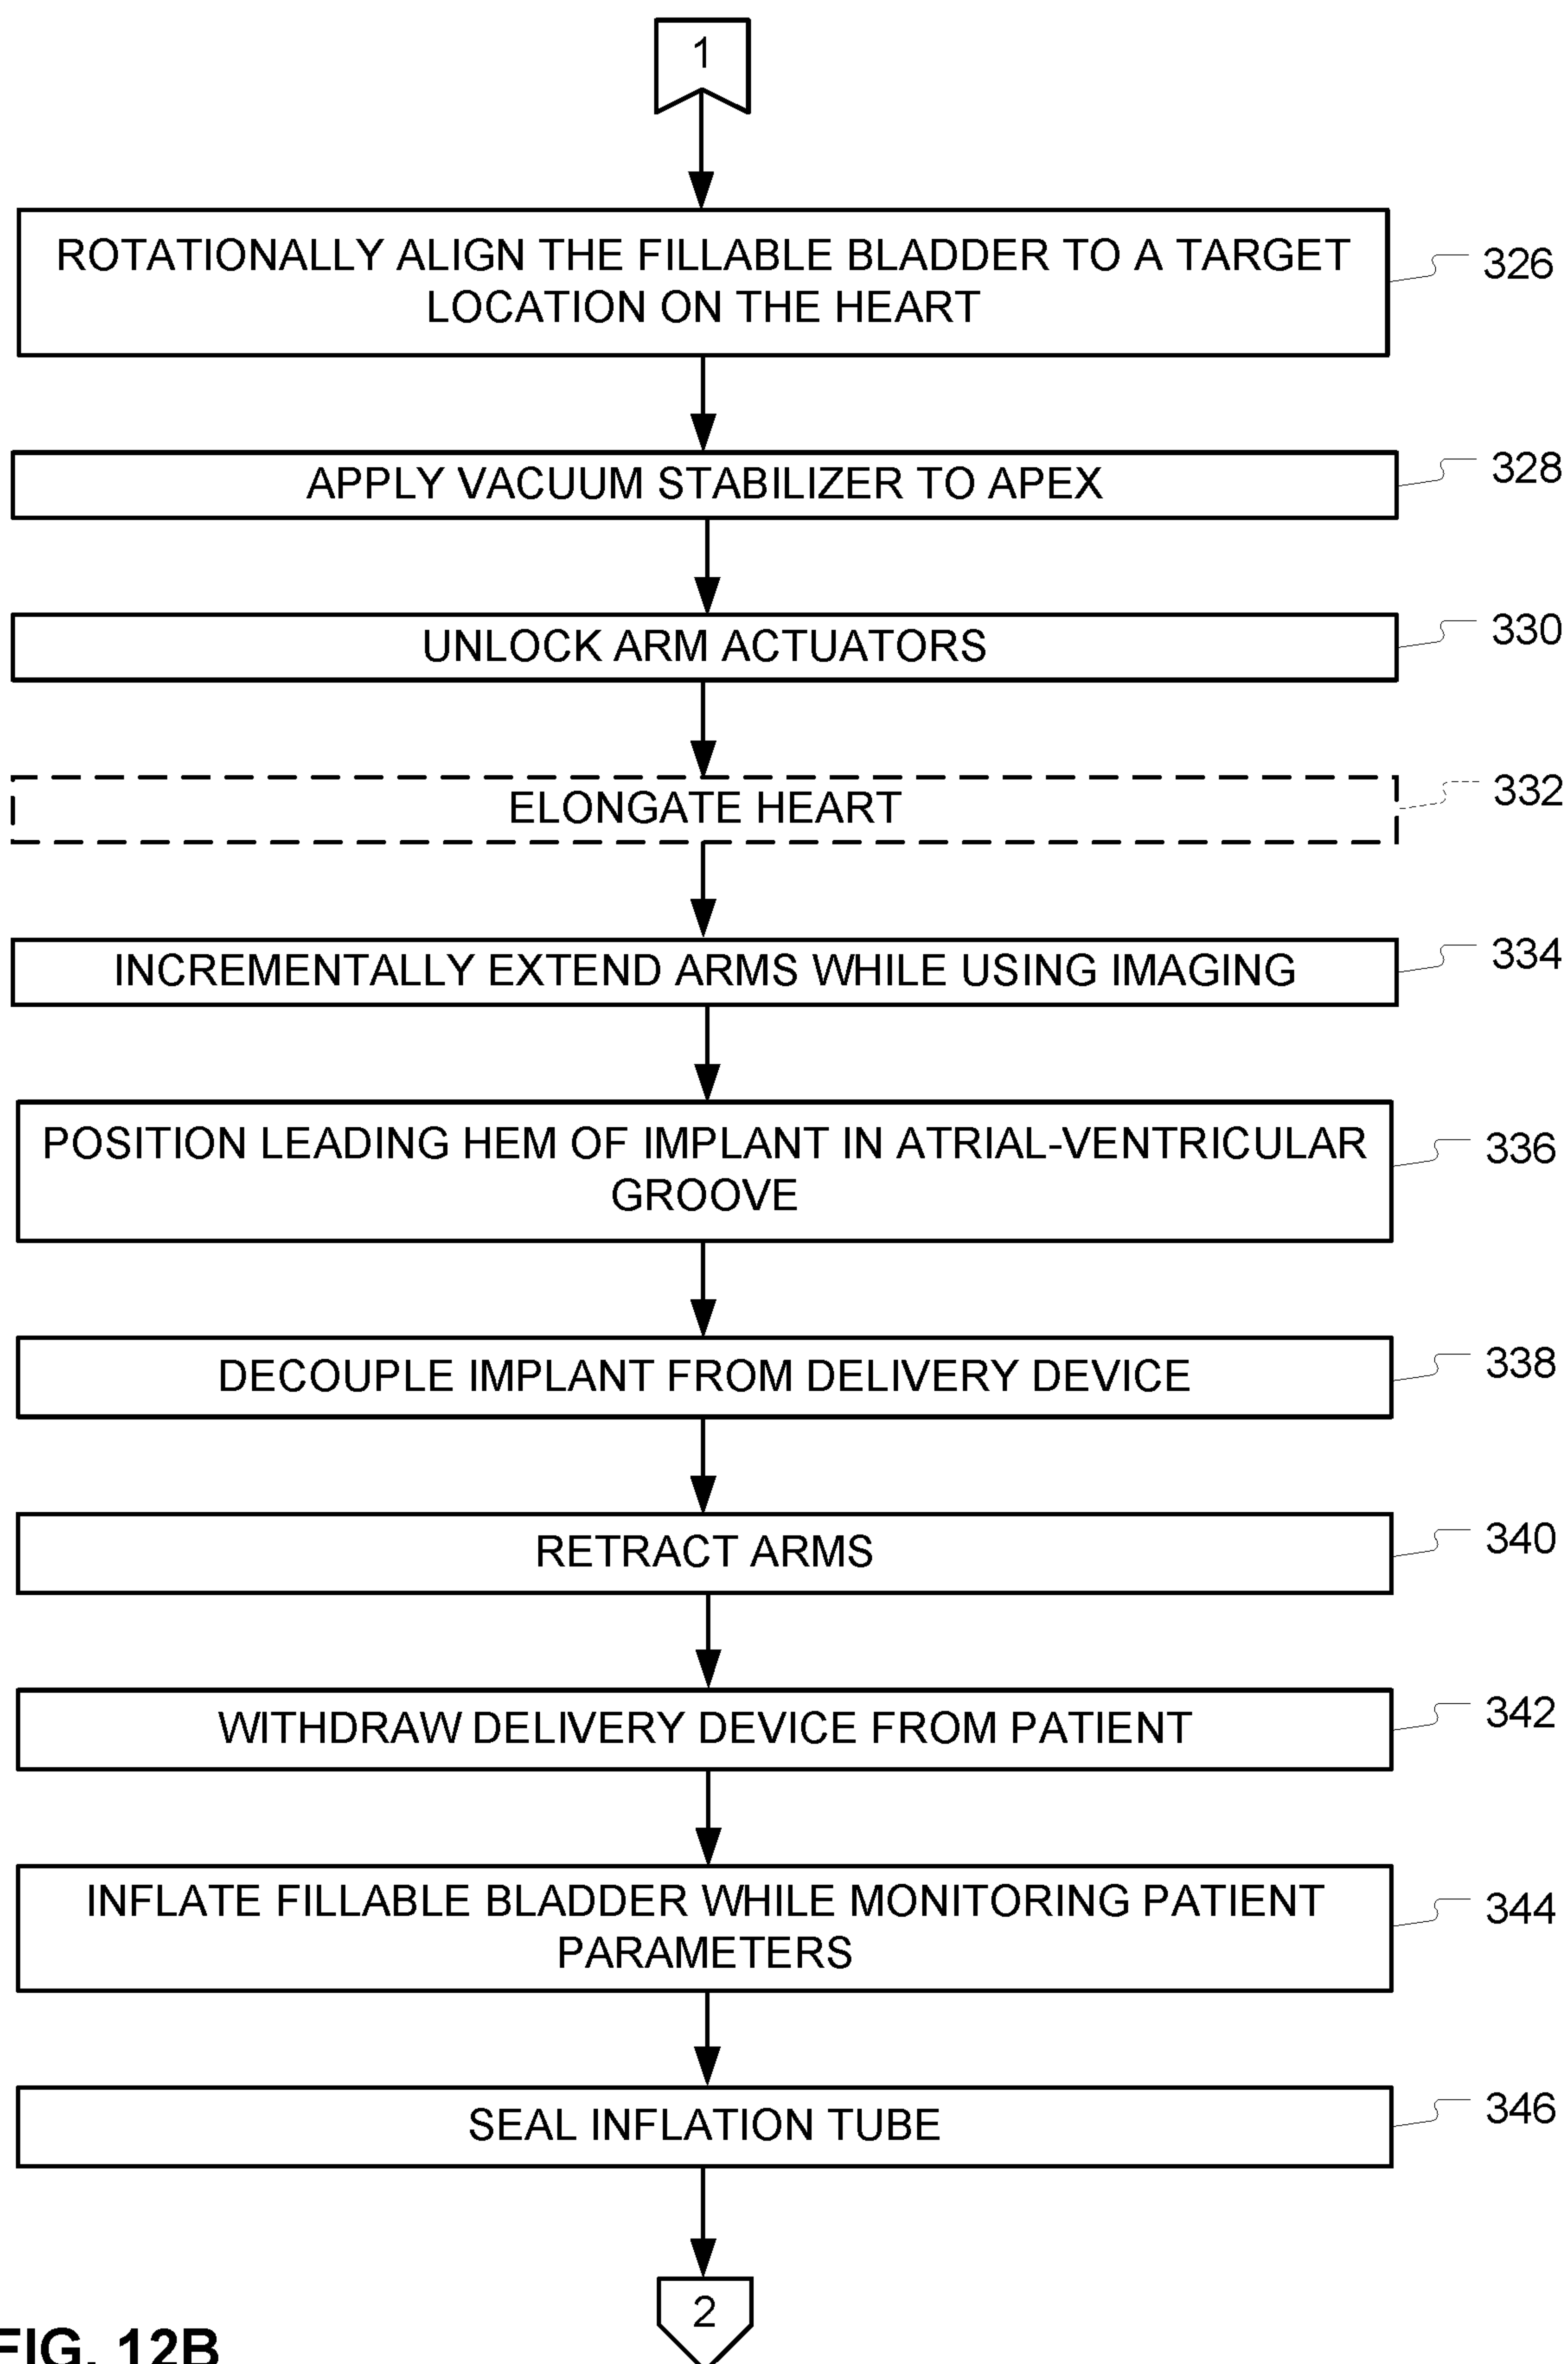 1
ROTATIONALLY ALIGN THE FILLABLE BLADDER TO A TARGET
LOCATION ON THE HEART
326
APPLY VACUUM STABILIZER TO APEX
328
UNLOCK ARM ACTUATORS
330
ELONGATE HEART
332
INCREMENTALLY EXTEND ARMS WHILE USING IMAGING
334
POSITION LEADING HEM OF IMPLANT IN ATRIAL-VENTRICULAR
GROOVE
336
DECOUPLE IMPLANT FROM DELIVERY DEVICE
338
RETRACT ARMS
340
WITHDRAW DELIVERY DEVICE FROM PATIENT
342
INFLATE FILLABLE BLADDER WHILE MONITORING PATIENT
PARAMETERS
344
SEAL INFLATION TUBE
346
2
FIG. 12B